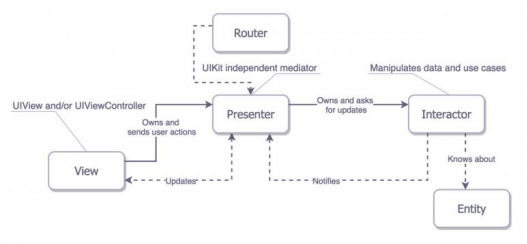 Router
UIKit independent mediator
Manipulates data and use cases
UIView and/or UIViewController
Presenter
Owns and asks
for updates
Interactor
Owns and
sends user actions
View
Updates
Notifies
Knows about
Entity